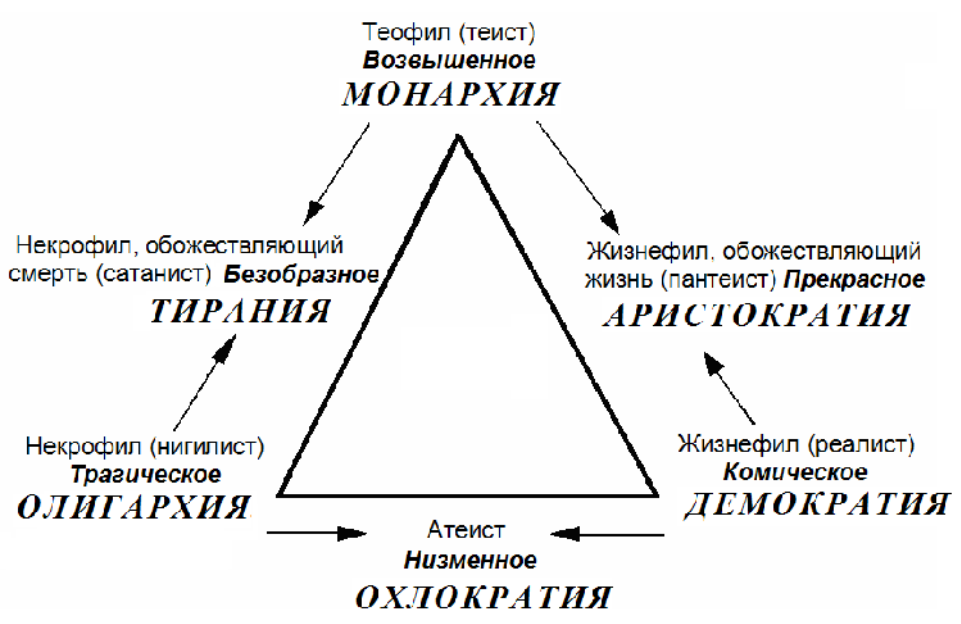 Теофил (теист)
Возвышенное
МОНАРХИЯ
Некрофил, обожествляющий
смерть (сатанист) Безобразное
ТИРАНИЯ
Жизнефил, обожествляющий
жизнь (пантеист) Прекрасное
АРИСТОКРАТИЯ
Некрофил (нигилист)
Трагическое
ОЛИГАРХИЯ
Жизнефил (реалист)
Комическое
ДЕМОКРАТИЯ
Атеист
Низменное
ОХЛОКРАТИЯ